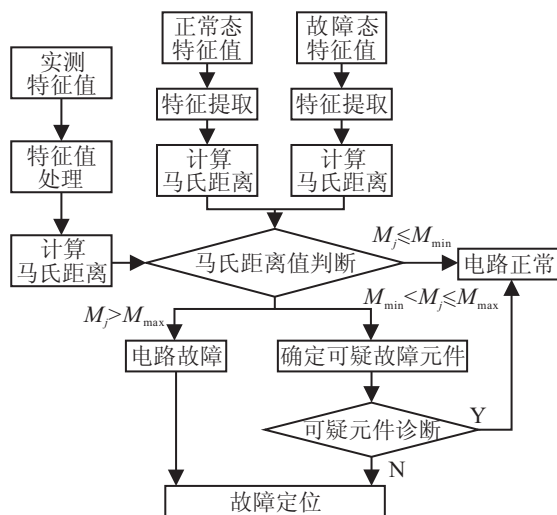 正常态
特征值
故障态
特征值
实测
特征值
特征提取
特征提取
特征值
处理
计算
马氏距离
计算
马氏距离
计算
马氏距离
马氏距离值判断
M_j≤M_min
电路正常
M_j>M_max
M_min<M_j≤M_max
电路故障
确定可疑故障元件
可疑元件诊断
Y
N
故障定位